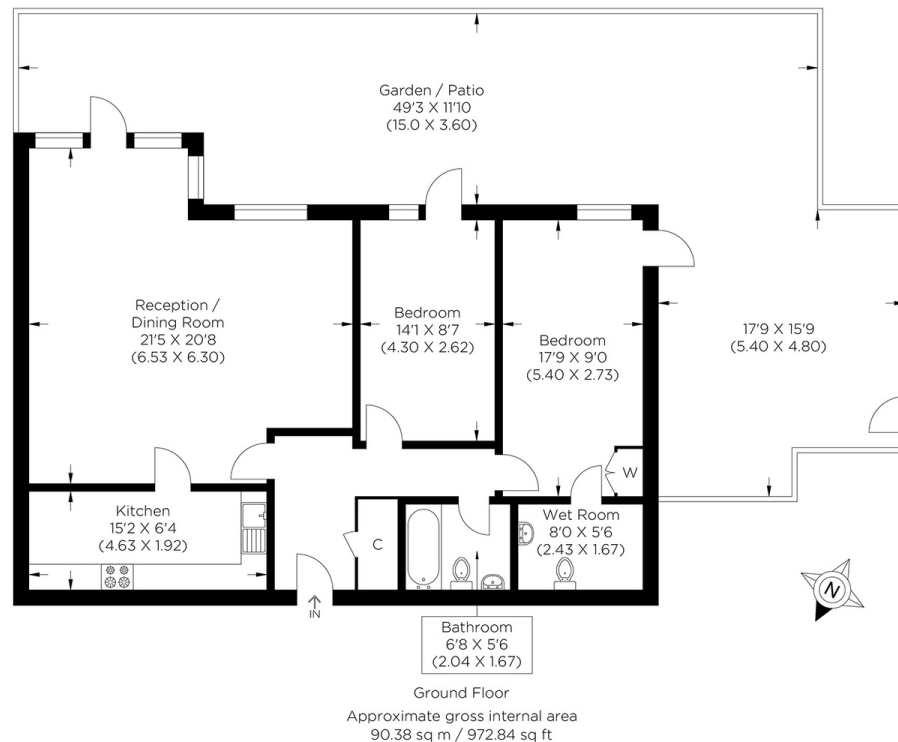 Garden / Patio
49'3 X 11'10
(15.0 X 3.60)
Reception /
Dining Room
21'5 X 20'8
(6.53 X 6.30)
Bedroom
14'1 X 8'7
(4.30 X 2.62)
Bedroom
17'9 X 9'0
(5.40 X 2.73)
17'9 X 15'9
(5.40 X 4.80)
W
Kitchen
15'2 X 6'4
(4.63 X 1.92)
C
Wet Room
8'0 X 5'6
(2.43 X 1.67)
IN
N
Bathroom
6'8 X 5'6
(2.04 X 1.67)
Ground Floor
Approximate gross internal area
90.38 sq m / 972.84 sq ft